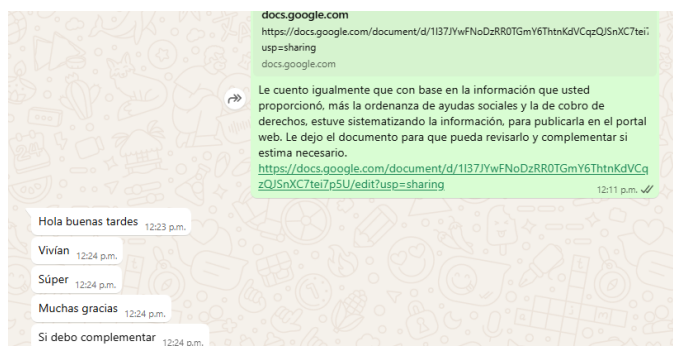 docs.google.com
https://docs.google.com/document/d/1I37JYwFNoDzRR0TGmY6ThtnKdVCqzQJSnXC7tei7
usp=sharing
docs.google.com
Le cuento igualmente que con base en la información que usted
proporcionó, más la ordenanza de ayudas sociales y la de cobro de
derechos, estuve sistematizando la información, para publicarla en el portal
web. Le dejo el documento para que pueda revisarlo y complementar si
estima necesario.
https://docs.google.com/document/d/1I37JYwFNoDzRR0TGmY6ThtnKdVCq
zQJSnXC7tei7p5U/edit?usp=sharing
12:11 p.m.
Hola buenas tardes 12:23 p.m.
Vivían 12:24 p.m.
Súper 12:24 p.m.
Muchas gracias 12:24 p.m.
Si debo complementar 12:24 p.m.